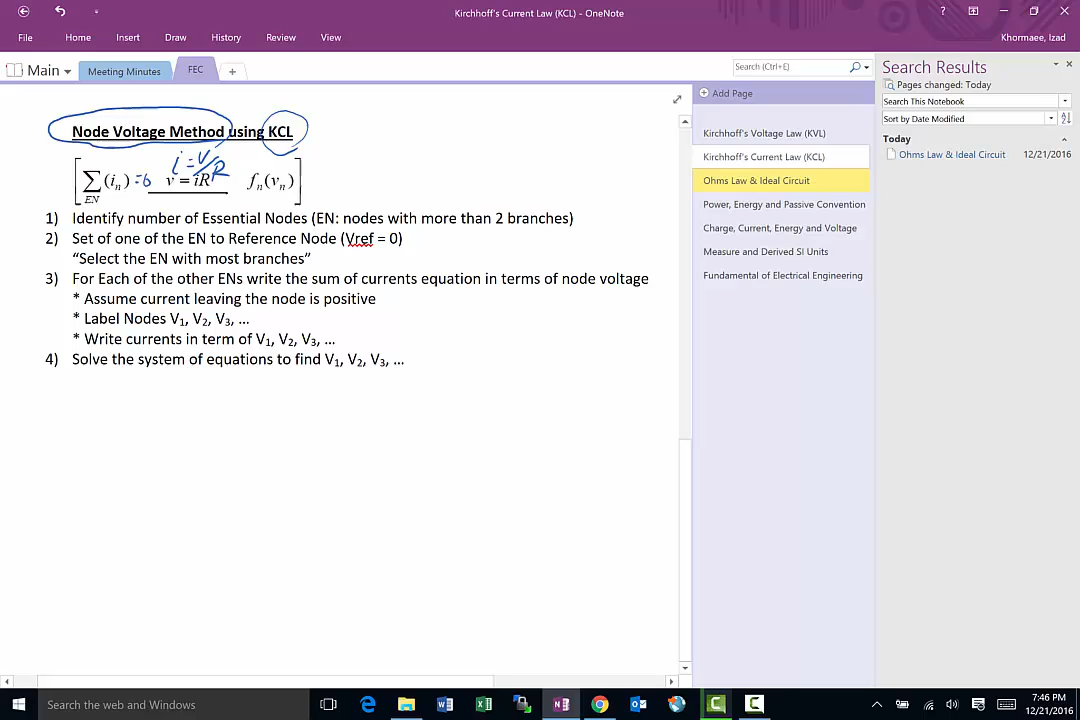 Kirchhoff's Current Law (KCL) - OneNote
?
File Home Insert Draw History Review View
Khormaee, Izad
Main Meeting Minutes FEC +
Search (Ctrl+E)
Search Results
Pages changed: Today
Search This Notebook
Sort by Date Modified
Today
Ohms Law & Ideal Circuit 12/21/2016
Add Page
Kirchhoff's Voltage Law (KVL)
Kirchhoff's Current Law (KCL)
Ohms Law & Ideal Circuit
Power, Energy and Passive Convention
Charge, Current, Energy and Voltage
Measure and Derived SI Units
Fundamental of Electrical Engineering
Node Voltage Method using KCL
i = V/R
[∑(iₙ) =0 v = iR fₙ(vₙ)]
EN
1) Identify number of Essential Nodes (EN: nodes with more than 2 branches)
2) Set of one of the EN to Reference Node (Vref = 0)
“Select the EN with most branches”
3) For Each of the other ENs write the sum of currents equation in terms of node voltage
* Assume current leaving the node is positive
* Label Nodes V₁, V₂, V₃, ...
* Write currents in term of V₁, V₂, V₃, ...
4) Solve the system of equations to find V₁, V₂, V₃, ...
Search the web and Windows
7:46 PM
12/21/2016